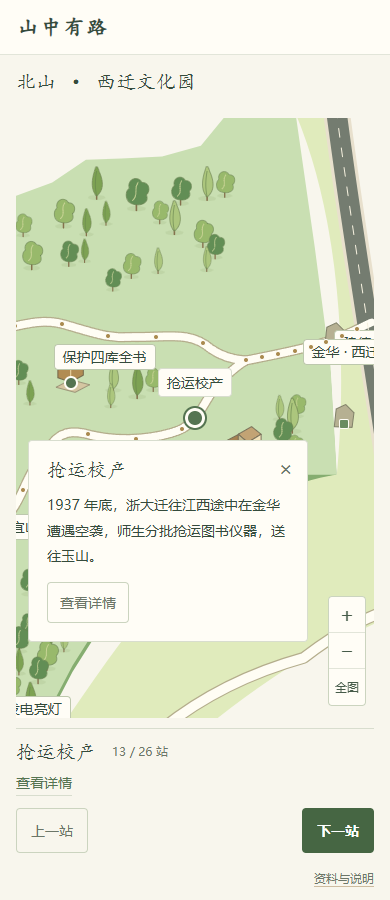 山中有路
北山 • 西迁文化园
保护四库全书
金华 · 西迁
抢运校产
抢运校产
×
1937 年底，浙大迁往江西途中在金华
遭遇空袭，师生分批抢运图书仪器，送
往玉山。
查看详情
+
−
全图
发电亮灯
抢运校产 13 / 26 站
查看详情
上一站
下一站
资料与说明